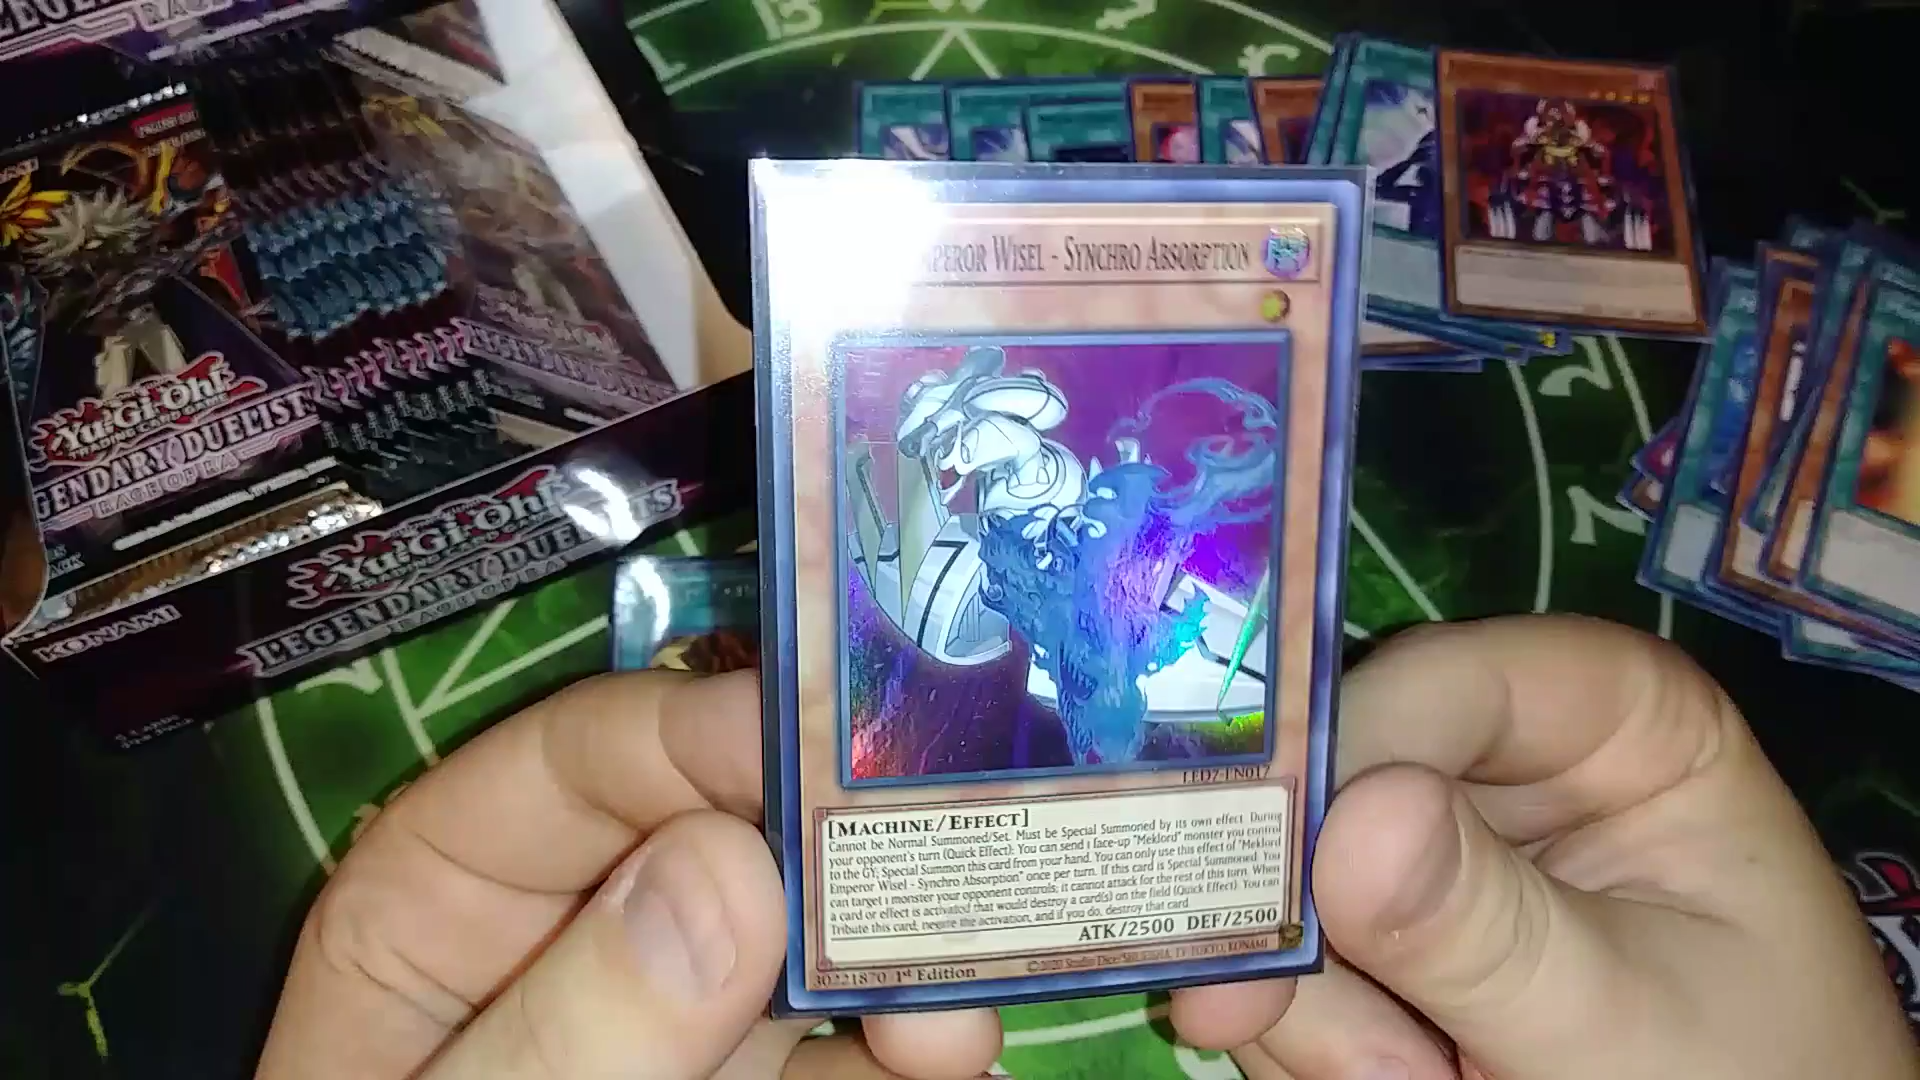 Yu-Gi-Oh!
TRADING CARD GAME
LEGENDARY DUELISTS
RAGE OF RA
KONAMI
Yu-Gi-Oh!
LEGENDARY DUELISTS
RAGE OF RA
EMPEROR WISEL - SYNCHRO ABSORPTION
LED7-EN017
[MACHINE/EFFECT]
Cannot be Normal Summoned/Set. Must be Special Summoned by its own effect. During
your opponent's turn (Quick Effect): You can send 1 face-up "Meklord" monster you control
to the GY; Special Summon this card from your hand. You can only use this effect of "Meklord
Emperor Wisel - Synchro Absorption" once per turn. If this card is Special Summoned: You
can target 1 monster your opponent controls; it cannot attack for the rest of this turn. When
a card or effect is activated that would destroy a card(s) on the field (Quick Effect): You can
Tribute this card; negate the activation, and if you do, destroy that card.
ATK/2500 DEF/2500
30221870 1st Edition
©2020 Studio Dice/SHUEISHA, TV TOKYO, KONAMI